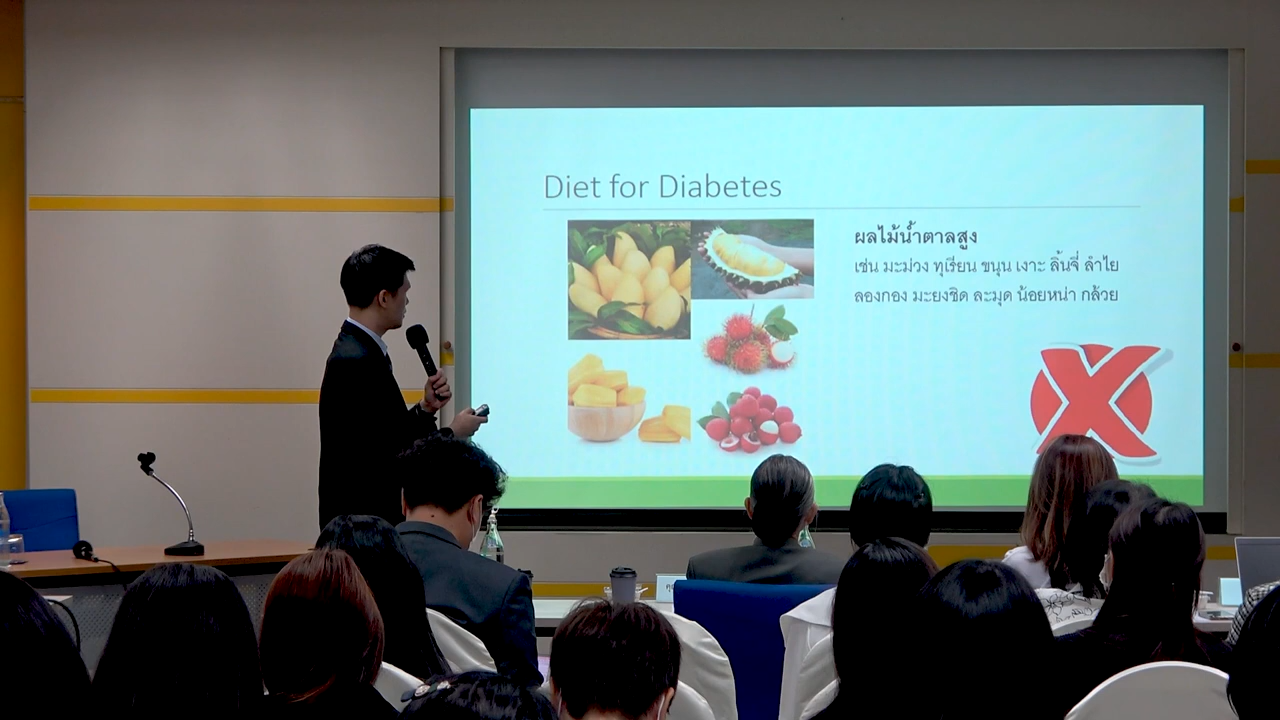 Diet for Diabetes
ผลไม้น้ำตาลสูง
เช่น มะม่วง ทุเรียน ขนุน เงาะ ลิ้นจี่ ลำไย
ลองกอง มะยงชิด ละมุด น้อยหน่า กล้วย
X